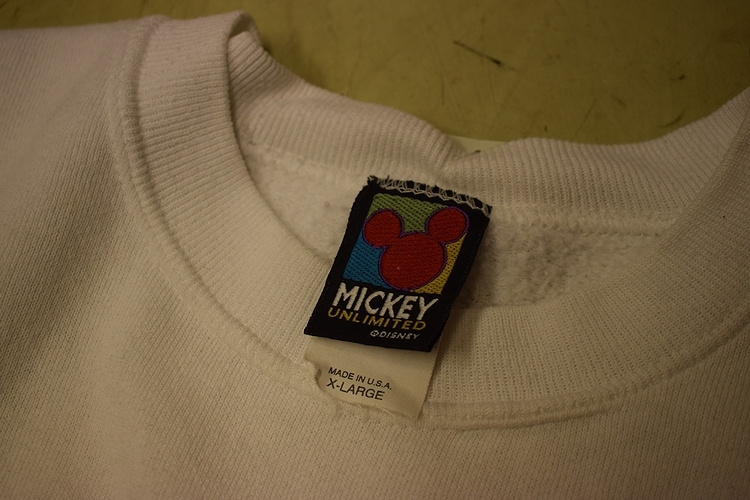 MICKEY
UNLIMITED
©DISNEY
MADE IN U.S.A.
X-LARGE